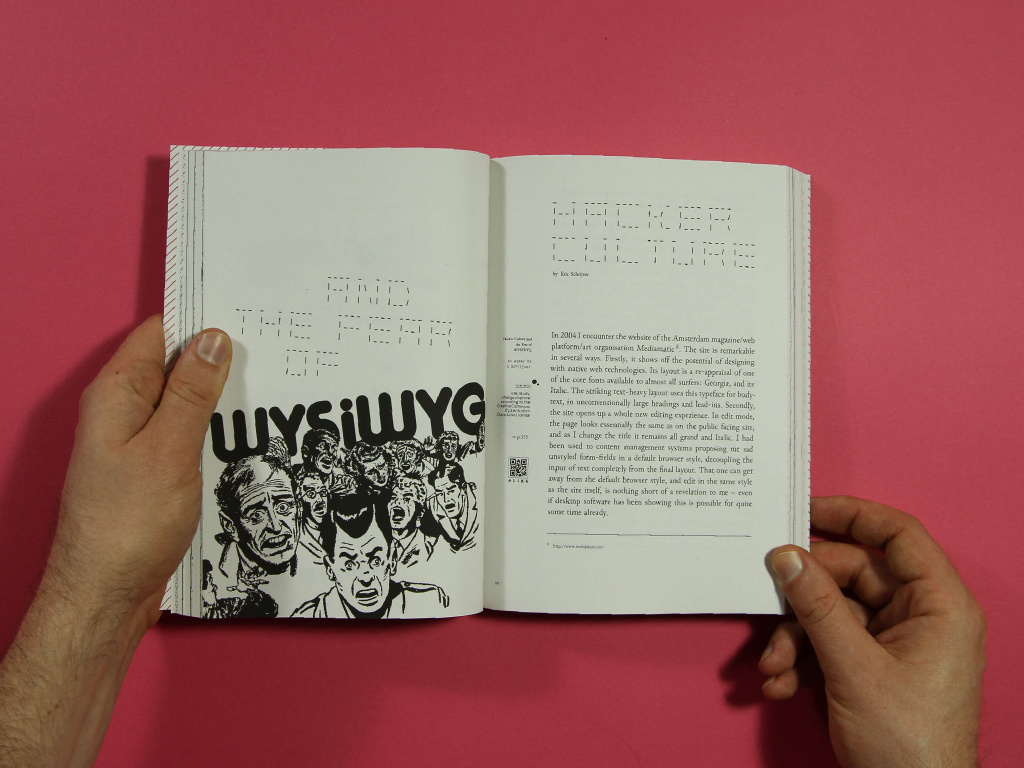 AND
THE FEAR
OF
WYSiWYG
HACKER
CULTURE
by Eric Schrijver
Hacker Culture and
the Fear of
WYSIWYG,
→ p.355
In 2004 I encounter the website of the Amsterdam magazine/web
platform/art organisation Mediamatic⁶. The site is remarkable
in several ways. Firstly, it shows off the potential of designing
with native web technologies. Its layout is a re-appraisal of one
of the core fonts available to almost all surfers: Georgia, and its
Italic. The striking text-heavy layout uses this typeface for body-
text, in unconventionally large headings and lead-ins. Secondly,
the site opens up a whole new editing experience. In edit mode,
the page looks essentially the same as on the public facing site,
and as I change the title it remains all grand and Italic. I had
been used to content management systems proposing me sad
unstyled form-fields in a default browser style, decoupling the
input of text completely from the final layout. That one can get
away from the default browser style, and edit in the same style
as the site itself, is nothing short of a revelation to me – even
if desktop software has been showing this is possible for quite
some time already.
http://www.mediamatic.net